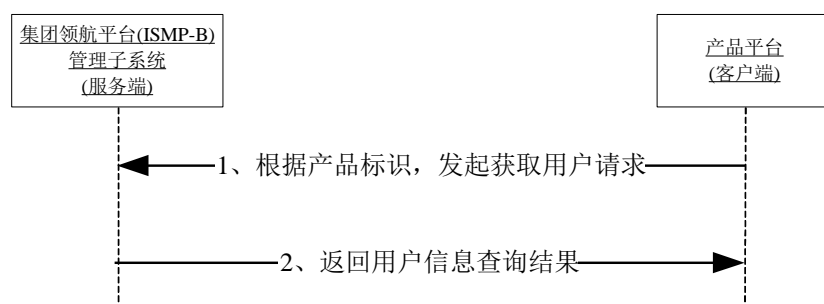 集团领航平台(ISMP-B)
管理子系统
(服务端)
产品平台
(客户端)
1、根据产品标识，发起获取用户请求
2、返回用户信息查询结果